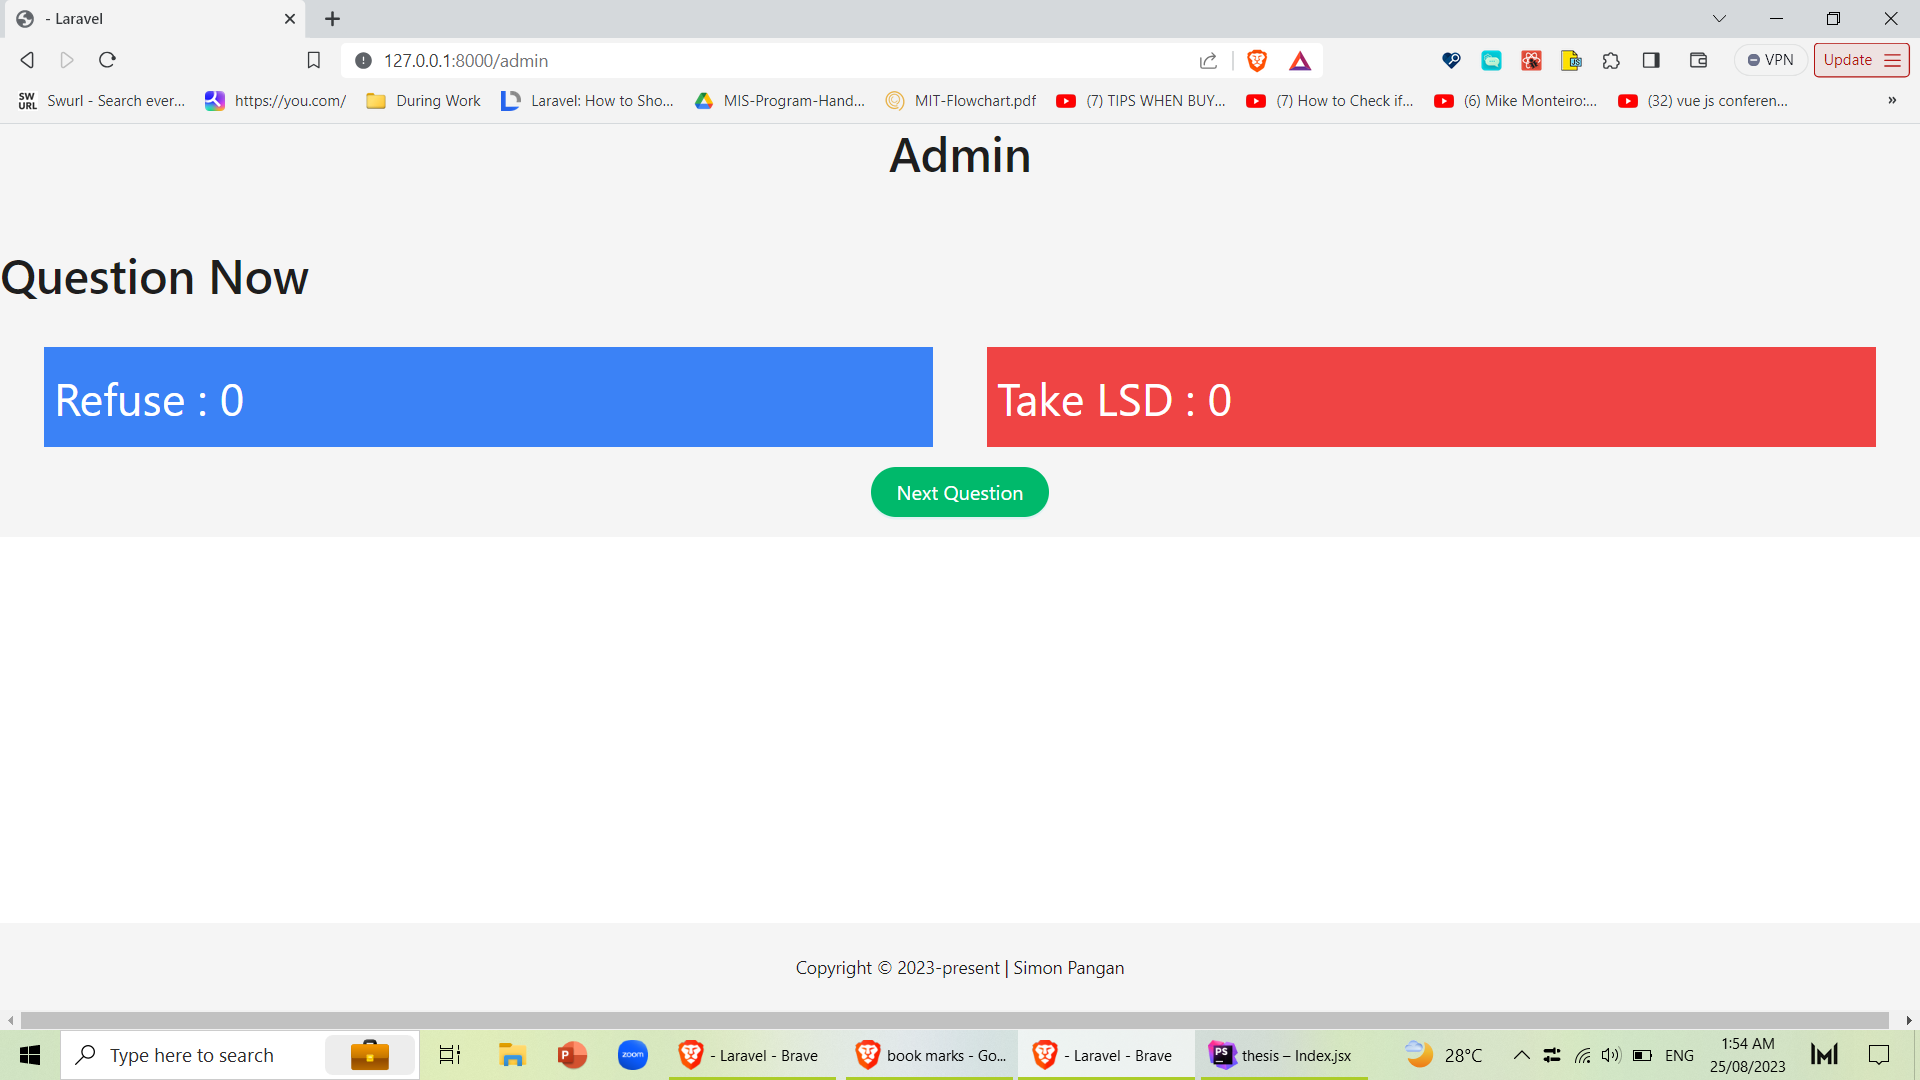 - Laravel
127.0.0.1:8000/admin
VPN
Update
SW URL
Swurl - Search ever...
https://you.com/
During Work
Laravel: How to Sho...
MIS-Program-Hand...
MIT-Flowchart.pdf
(7) TIPS WHEN BUY...
(7) How to Check if...
(6) Mike Monteiro:...
(32) vue js conferen...
»
Admin
Question Now
Refuse : 0
Take LSD : 0
Next Question
Copyright © 2023-present | Simon Pangan
Type here to search
zoom
- Laravel - Brave
book marks - Go...
- Laravel - Brave
PS
thesis – Index.jsx
28°C
ENG
1:54 AM
25/08/2023